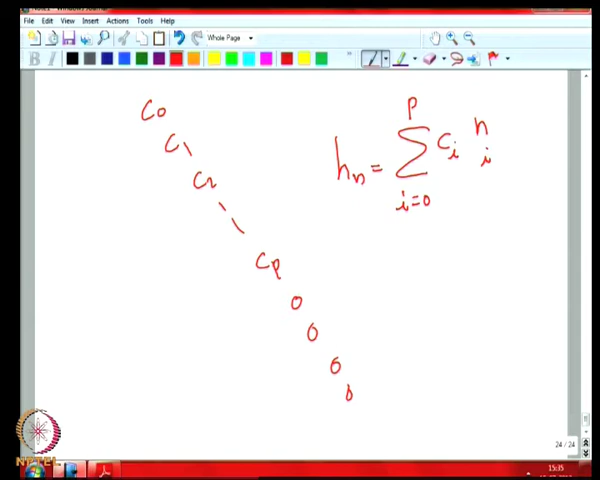 File Edit View Insert Actions Tools Help
Whole Page
B I
C0
C1
C2
\
\
Cp
0
0
0
0
hn = Σ i=0 p Ci n i
24 / 24
15:35
NPTEL